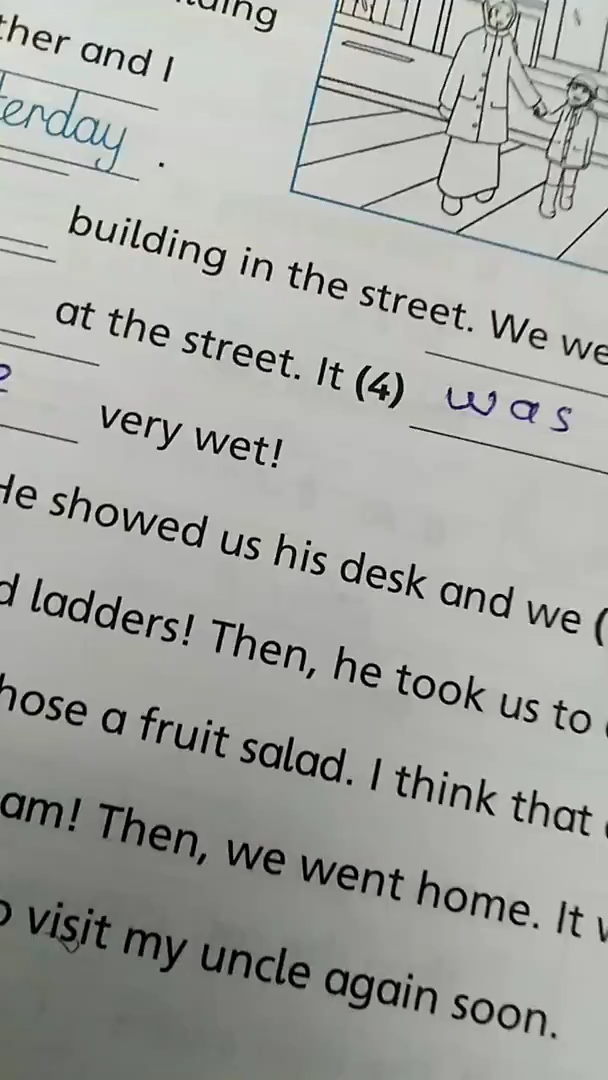 ther and I
terday .
building in the street. We we
at the street. It (4) was
very wet!
He showed us his desk and we (
d ladders! Then, he took us to
hose a fruit salad. I think that
am! Then, we went home. It w
visit my uncle again soon.